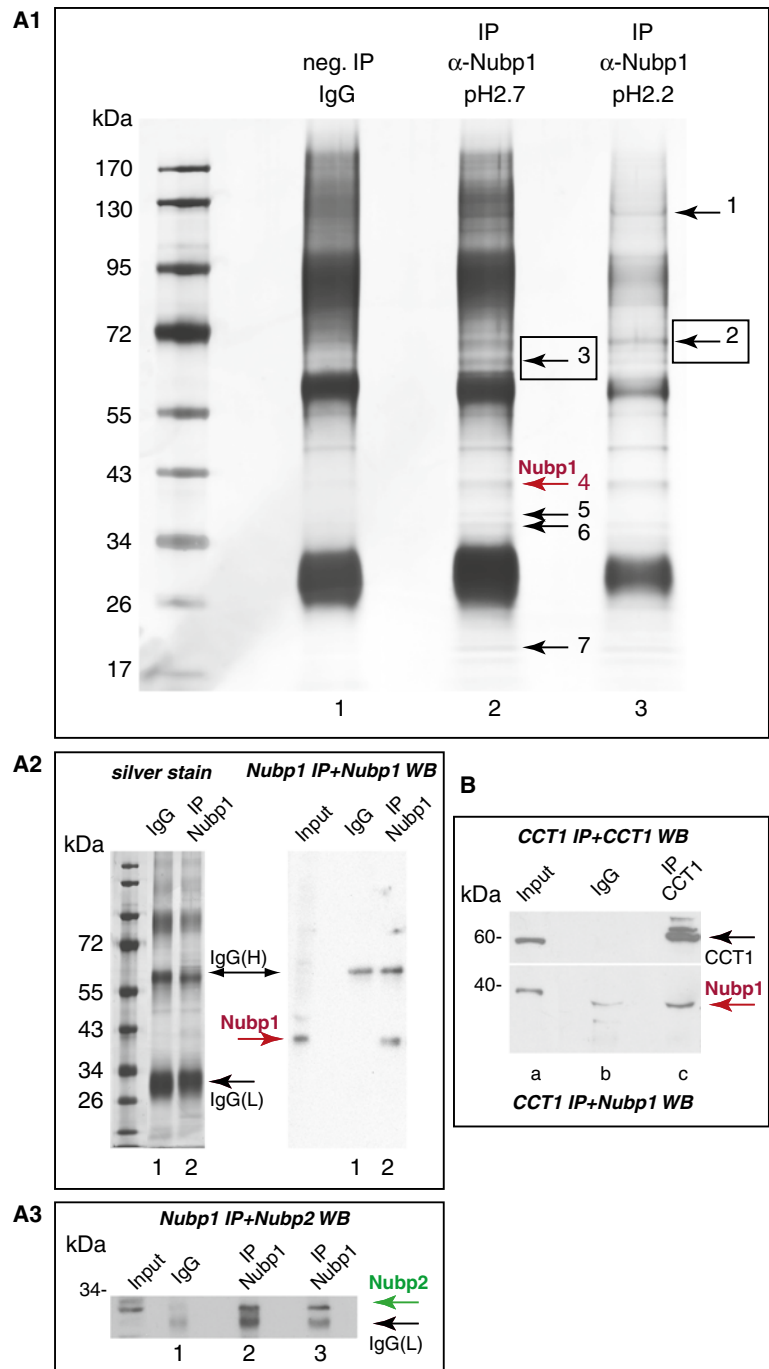 A1
neg. IP
IgG
IP
α-Nubp1
pH2.7
IP
α-Nubp1
pH2.2
kDa
170
130
95
72
55
43
34
26
17
1
2
3
Nubp1
4
5
6
7
1
2
3
A2
silver stain
Nubp1 IP+Nubp1 WB
kDa
IgG
IP
Nubp1
Input
IgG
IP
Nubp1
72
55
43
34
26
IgG(H)
Nubp1
IgG(L)
1
2
1
2
B
CCT1 IP+CCT1 WB
kDa
Input
IgG
IP
CCT1
60-
CCT1
40-
Nubp1
a
b
c
CCT1 IP+Nubp1 WB
A3
Nubp1 IP+Nubp2 WB
kDa
Input
IgG
IP
Nubp1
IP
Nubp1
34-
Nubp2
IgG(L)
1
2
3